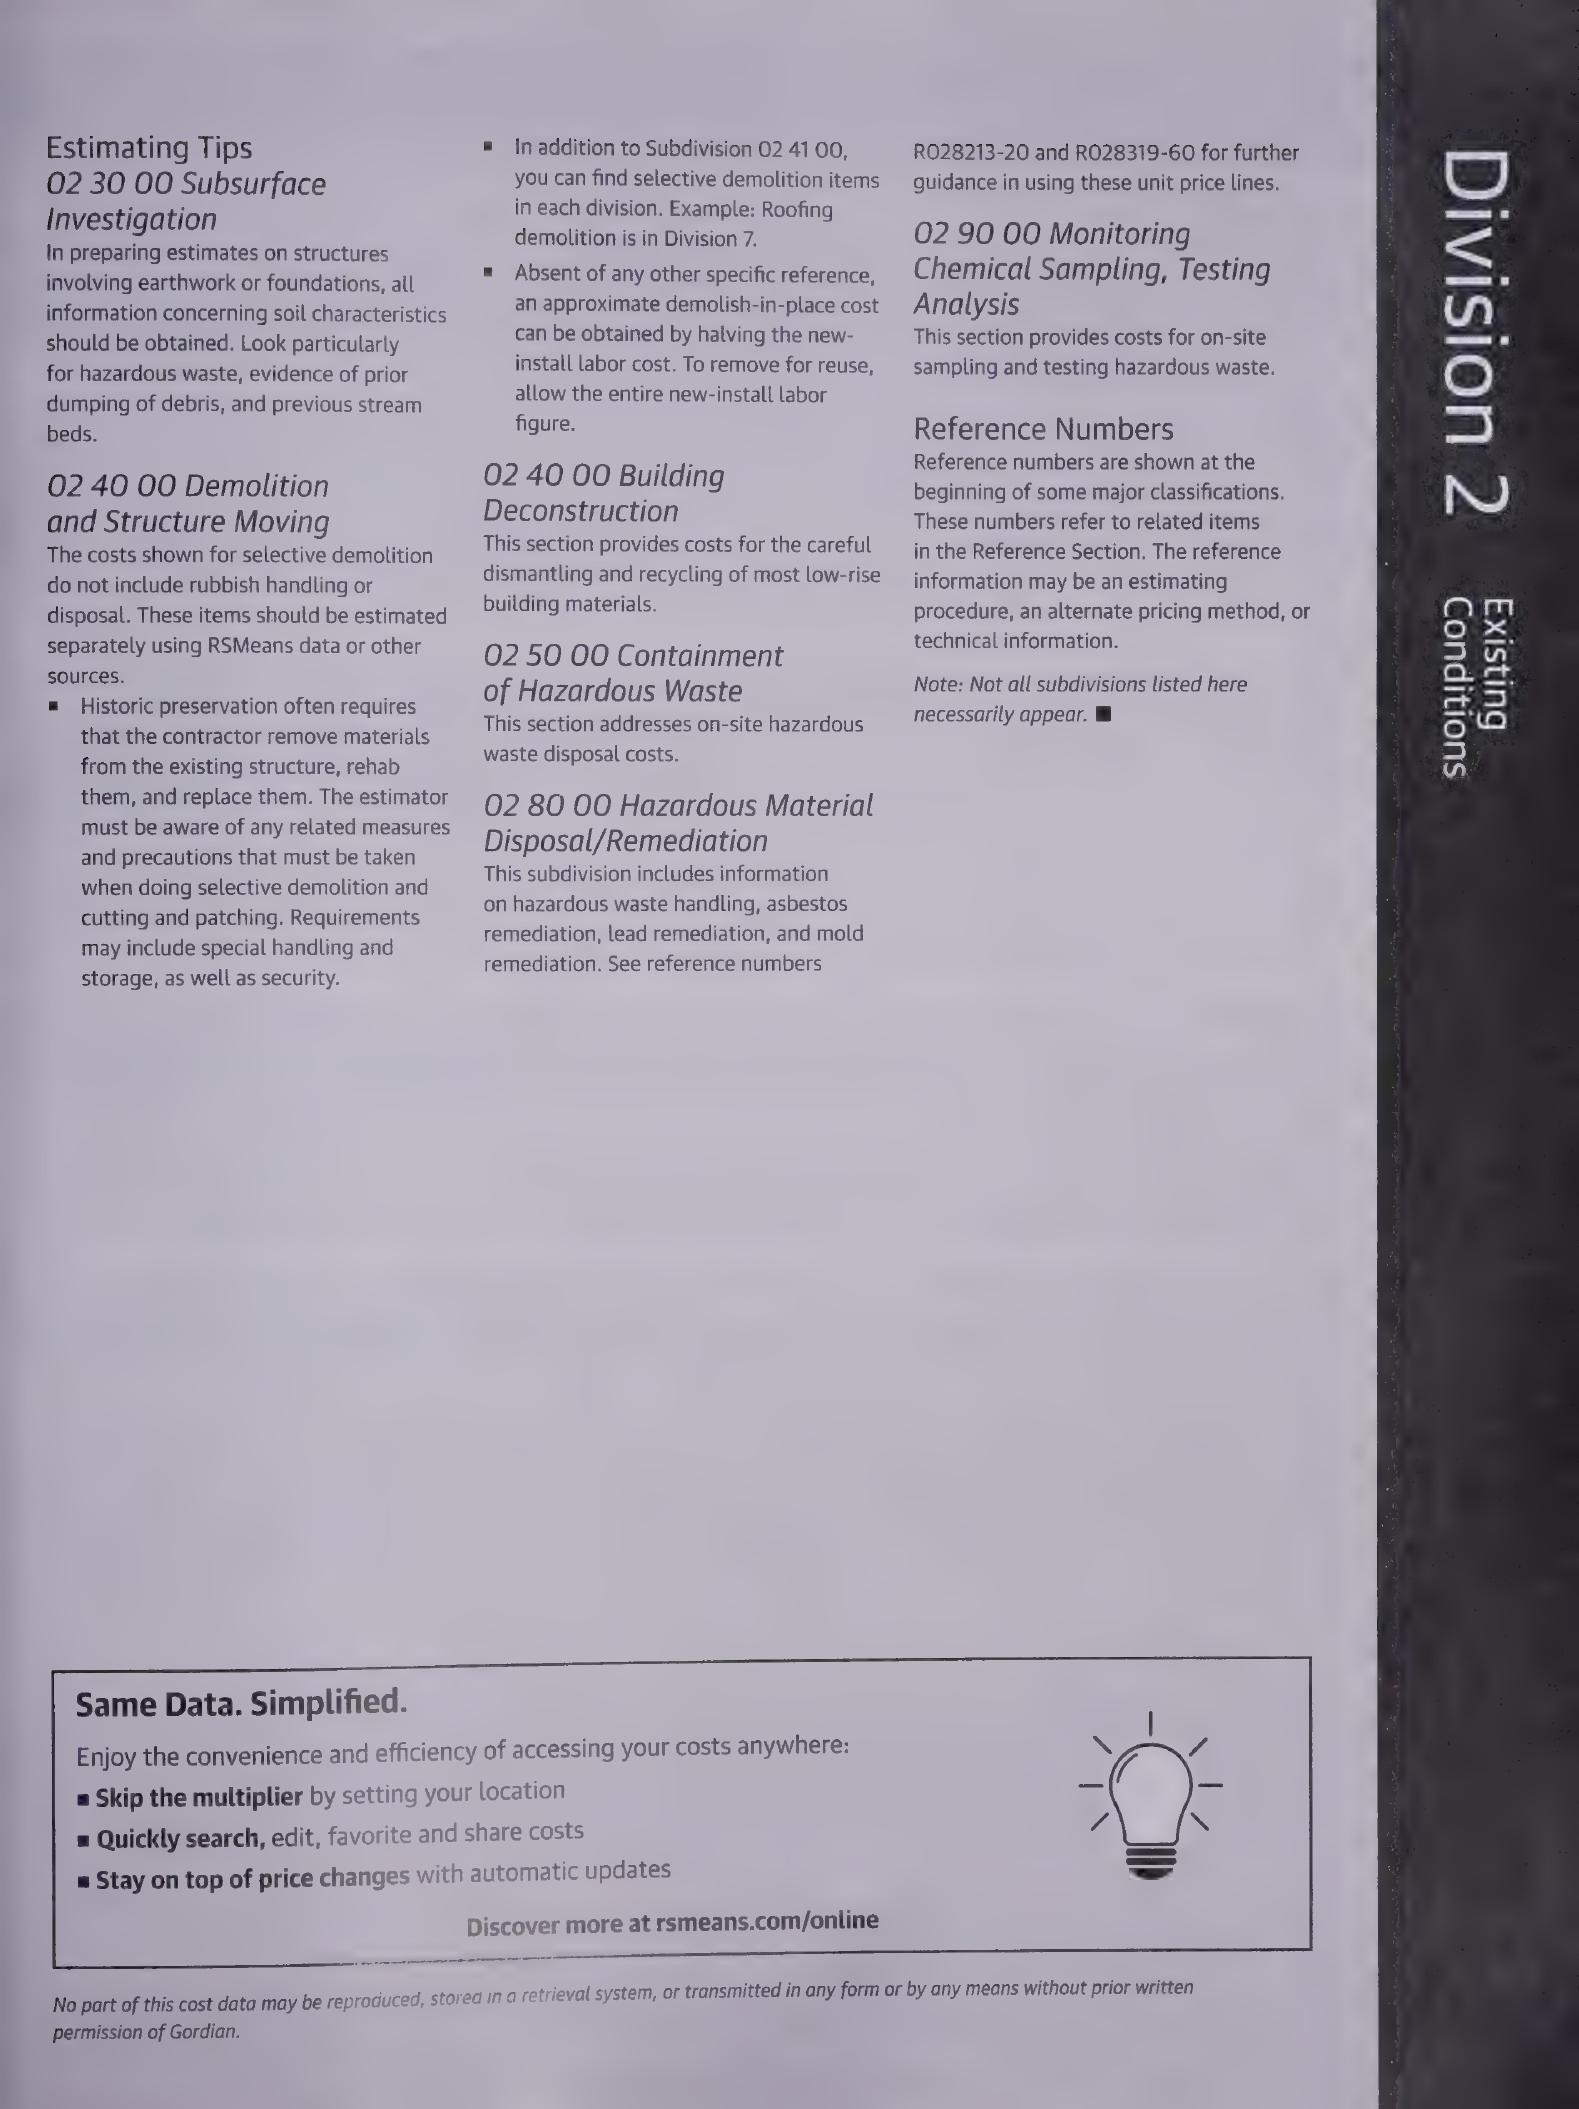 Estimating Tips
02 30 00 Subsurface
Investigation
In preparing estimates on structures
involving earthwork or foundations, all
information concerning soil characteristics
should be obtained. Look particularly
for hazardous waste, evidence of prior
dumping of debris, and previous stream
beds.
02 40 00 Demolition
and Structure Moving
The costs shown for selective demolition
do not include rubbish handling or
disposal. These items should be estimated
separately using RSMeans data or other
sources.
▪ Historic preservation often requires
that the contractor remove materials
from the existing structure, rehab
them, and replace them. The estimator
must be aware of any related measures
and precautions that must be taken
when doing selective demolition and
cutting and patching. Requirements
may include special handling and
storage, as well as security.
▪ In addition to Subdivision 02 41 00,
you can find selective demolition items
in each division. Example: Roofing
demolition is in Division 7.
▪ Absent of any other specific reference,
an approximate demolish-in-place cost
can be obtained by halving the new-
install labor cost. To remove for reuse,
allow the entire new-install labor
figure.
02 40 00 Building
Deconstruction
This section provides costs for the careful
dismantling and recycling of most low-rise
building materials.
02 50 00 Containment
of Hazardous Waste
This section addresses on-site hazardous
waste disposal costs.
02 80 00 Hazardous Material
Disposal/Remediation
This subdivision includes information
on hazardous waste handling, asbestos
remediation, lead remediation, and mold
remediation. See reference numbers
R028213-20 and R028319-60 for further
guidance in using these unit price lines.
02 90 00 Monitoring
Chemical Sampling, Testing
Analysis
This section provides costs for on-site
sampling and testing hazardous waste.
Reference Numbers
Reference numbers are shown at the
beginning of some major classifications.
These numbers refer to related items
in the Reference Section. The reference
information may be an estimating
procedure, an alternate pricing method, or
technical information.
Note: Not all subdivisions listed here
necessarily appear. ■
Division 2
Existing
Conditions
Same Data. Simplified.
Enjoy the convenience and efficiency of accessing your costs anywhere:
▪ Skip the multiplier by setting your location
▪ Quickly search, edit, favorite and share costs
▪ Stay on top of price changes with automatic updates
Discover more at rsmeans.com/online
No part of this cost data may be reproduced, stored in a retrieval system, or transmitted in any form or by any means without prior written
permission of Gordian.